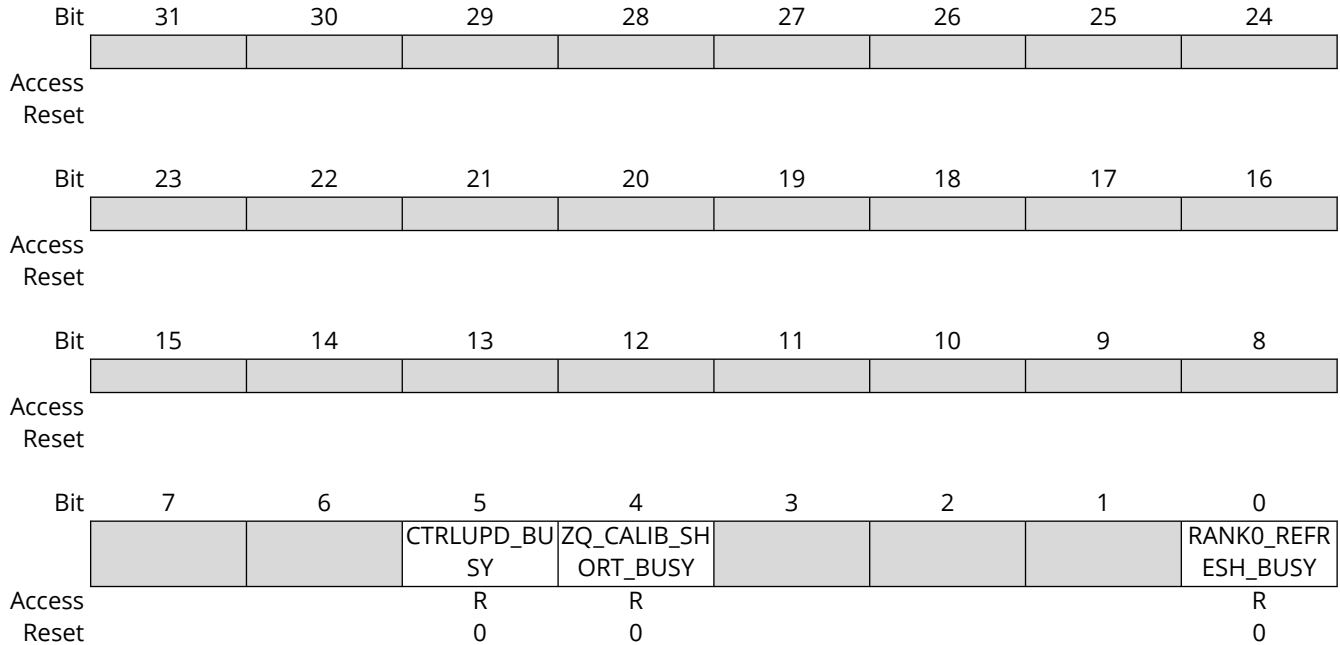 Bit 31 30 29 28 27 26 25 24
Access
Reset
Bit 23 22 21 20 19 18 17 16
Access
Reset
Bit 15 14 13 12 11 10 9 8
Access
Reset
Bit 7 6 5 4 3 2 1 0
CTRLUPD_BU ZQ_CALIB_SH RANK0_REFR
SY ORT_BUSY ESH_BUSY
Access R R R
Reset 0 0 0